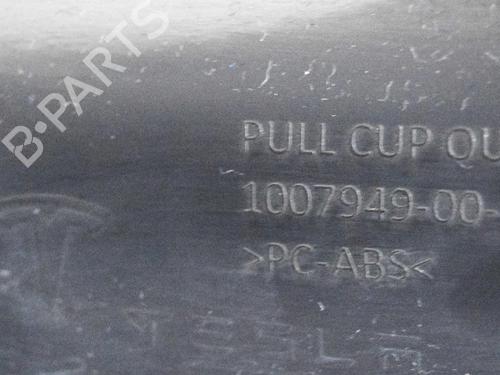 B-PARTS
PULL CUP QU
1007949-00-
>PC-ABS<